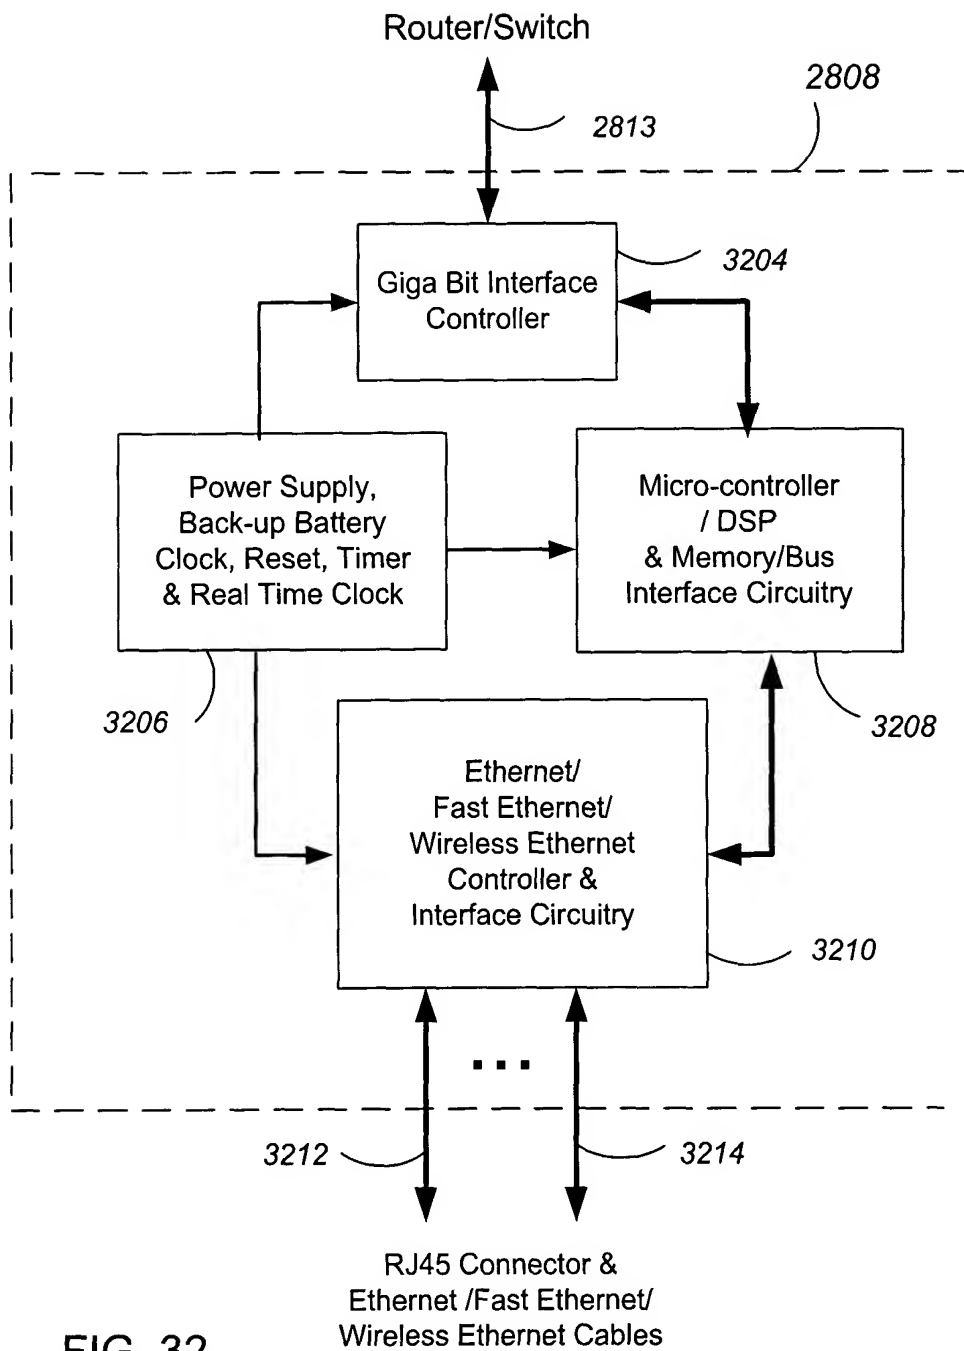 Router/Switch
2808
2813
3204
Giga Bit Interface
Controller
Power Supply,
Back-up Battery
Clock, Reset, Timer
& Real Time Clock
Micro-controller
/ DSP
& Memory/Bus
Interface Circuitry
3206
3208
Ethernet/
Fast Ethernet/
Wireless Ethernet
Controller &
Interface Circuitry
3210
...
3212
3214
RJ45 Connector &
Ethernet /Fast Ethernet/
Wireless Ethernet Cables
FIG. 32